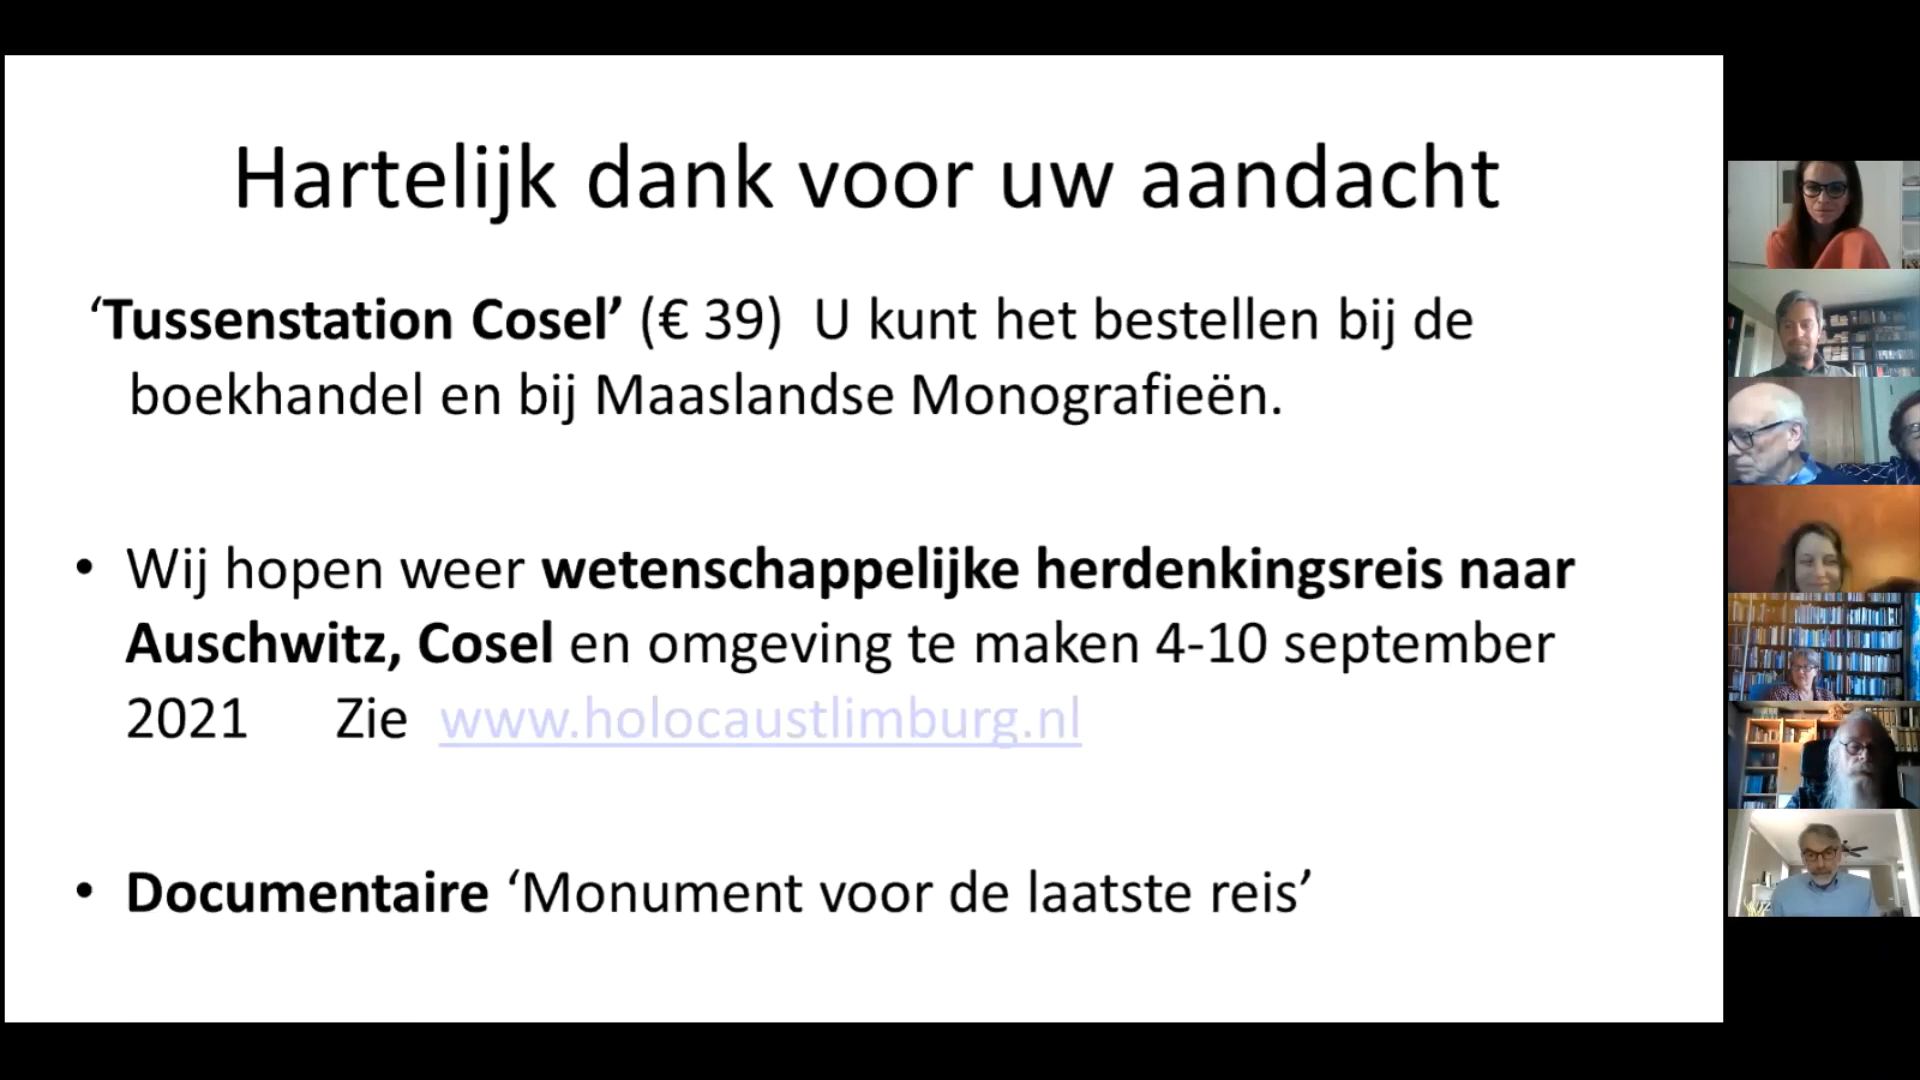 Hartelijk dank voor uw aandacht
‘Tussenstation Cosel’ (€ 39)  U kunt het bestellen bij de
boekhandel en bij Maaslandse Monografieën.
• Wij hopen weer wetenschappelijke herdenkingsreis naar
Auschwitz, Cosel en omgeving te maken 4-10 september
2021 Zie www.holocaustlimburg.nl
• Documentaire ‘Monument voor de laatste reis’